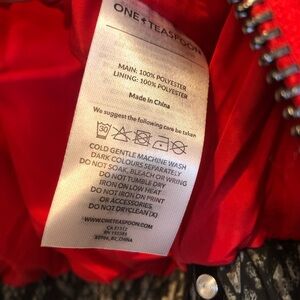 ONE TEASPOON
MAIN: 100% POLYESTER
LINING: 100% POLYESTER
Made in China
We suggest the following care be taken
30
COLD GENTLE MACHINE WASH
DARK COLOURS SEPARATELY
DO NOT SOAK, BLEACH OR WRING
DO NOT TUMBLE DRY
IRON ON LOW HEAT
DO NOT IRON PRINT
OR ACCESSORIES
DO NOT DRYCLEAN (X)
WWW.ONETEASPOON.COM
CHINA